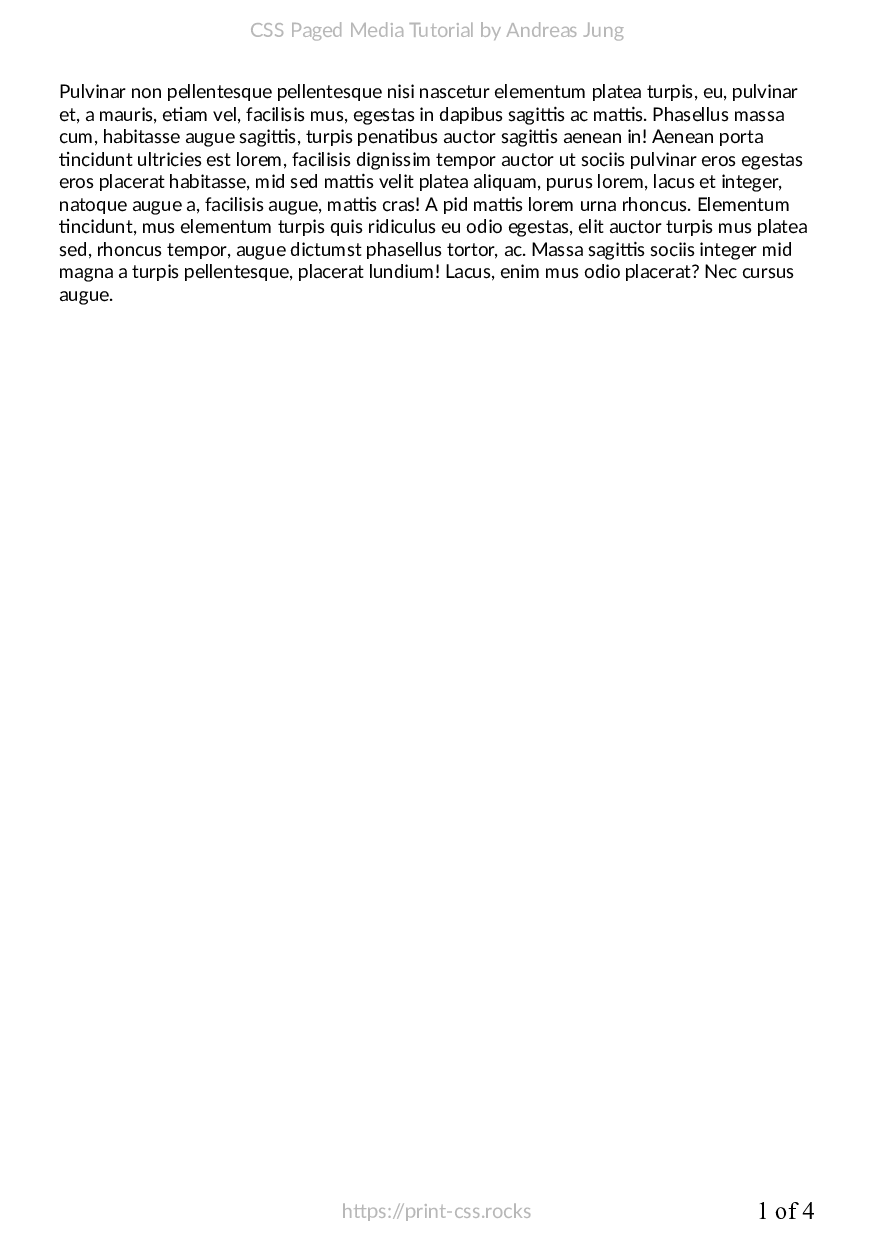 CSS Paged Media Tutorial by Andreas Jung
Pulvinar non pellentesque pellentesque nisi nascetur elementum platea turpis, eu, pulvinar
et, a mauris, etiam vel, facilisis mus, egestas in dapibus sagittis ac mattis. Phasellus massa
cum, habitasse augue sagittis, turpis penatibus auctor sagittis aenean in! Aenean porta
tincidunt ultricies est lorem, facilisis dignissim tempor auctor ut sociis pulvinar eros egestas
eros placerat habitasse, mid sed mattis velit platea aliquam, purus lorem, lacus et integer,
natoque augue a, facilisis augue, mattis cras! A pid mattis lorem urna rhoncus. Elementum
tincidunt, mus elementum turpis quis ridiculus eu odio egestas, elit auctor turpis mus platea
sed, rhoncus tempor, augue dictumst phasellus tortor, ac. Massa sagittis sociis integer mid
magna a turpis pellentesque, placerat lundium! Lacus, enim mus odio placerat? Nec cursus
augue.
https://print-css.rocks
1 of 4